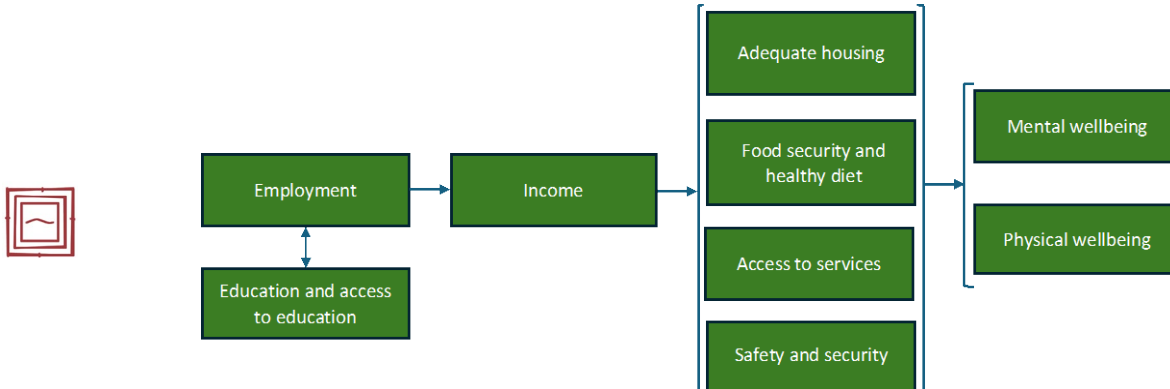 Employment
Education and access
to education
Income
Adequate housing
Food security and
healthy diet
Access to services
Safety and security
Mental wellbeing
Physical wellbeing